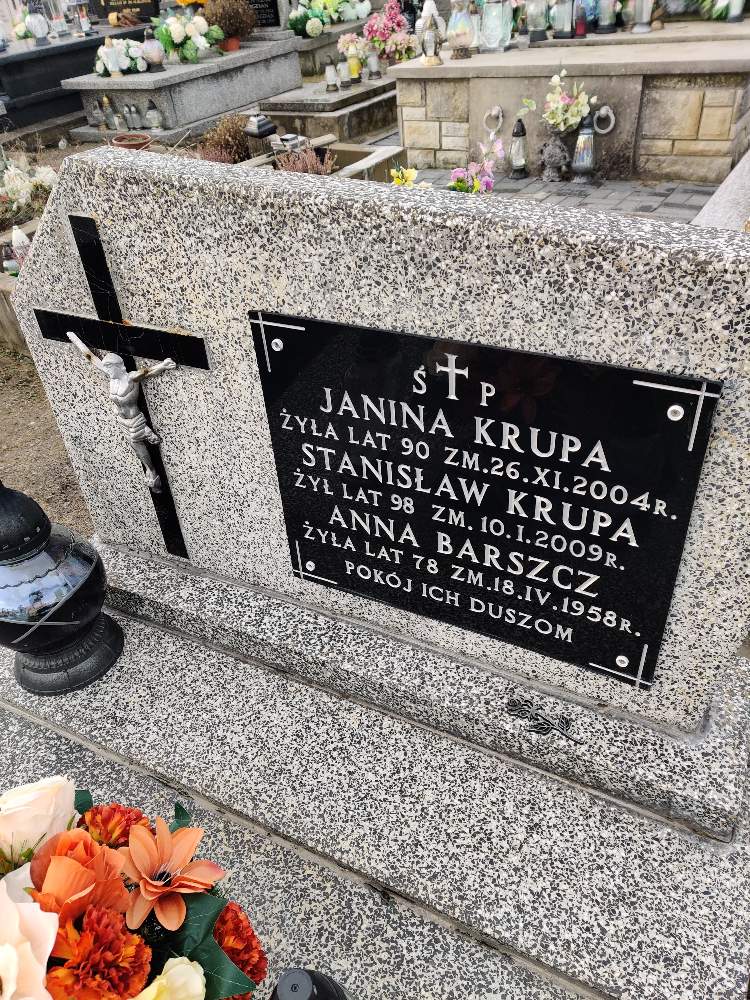 Ś † P
JANINA KRUPA
ŻYŁA LAT 90 ZM.26.XI.2004R.
STANISŁAW KRUPA
ŻYŁ LAT 98 ZM. 10.I.2009R.
ANNA BARSZCZ
ŻYŁA LAT 78 ZM.18.IV.1958R.
POKÓJ ICH DUSZOM